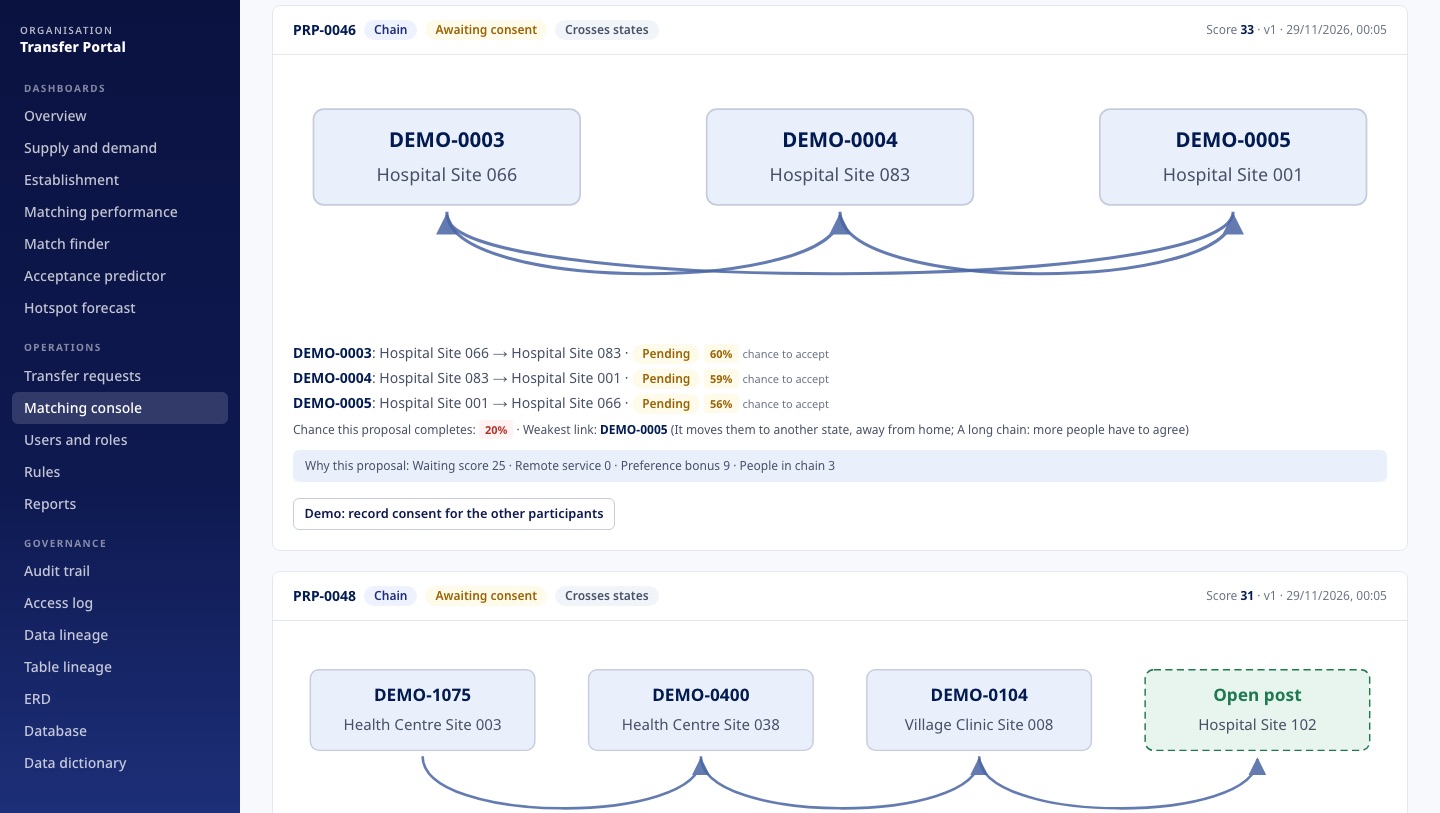 ORGANISATION
Transfer Portal
DASHBOARDS
Overview
Supply and demand
Establishment
Matching performance
Match finder
Acceptance predictor
Hotspot forecast
OPERATIONS
Transfer requests
Matching console
Users and roles
Rules
Reports
GOVERNANCE
Audit trail
Access log
Data lineage
Table lineage
ERD
Database
Data dictionary
PRP-0046 Chain Awaiting consent Crosses states Score 33 · v1 · 29/11/2026, 00:05
DEMO-0003 DEMO-0004 DEMO-0005
Hospital Site 066 Hospital Site 083 Hospital Site 001
DEMO-0003: Hospital Site 066 → Hospital Site 083 · Pending 60% chance to accept
DEMO-0004: Hospital Site 083 → Hospital Site 001 · Pending 59% chance to accept
DEMO-0005: Hospital Site 001 → Hospital Site 066 · Pending 56% chance to accept
Chance this proposal completes: 20% · Weakest link: DEMO-0005 (It moves them to another state, away from home; A long chain: more people have to agree)
Why this proposal: Waiting score 25 · Remote service 0 · Preference bonus 9 · People in chain 3
Demo: record consent for the other participants
PRP-0048 Chain Awaiting consent Crosses states Score 31 · v1 · 29/11/2026, 00:05
DEMO-1075 DEMO-0400 DEMO-0104 Open post
Health Centre Site 003 Health Centre Site 038 Village Clinic Site 008 Hospital Site 102